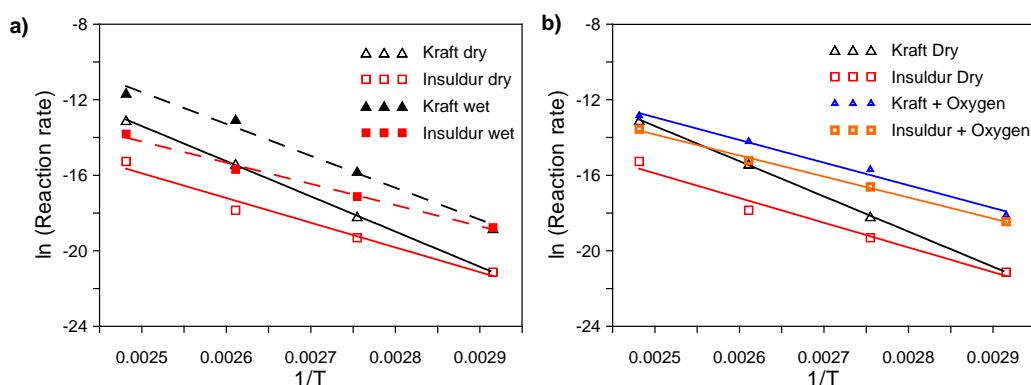 a)
ln (Reaction rate)
-8
-12
-16
-20
-24
0.0025 0.0026 0.0027 0.0028 0.0029
1/T
Kraft dry
Insuldur dry
Kraft wet
Insuldur wet
b)
ln (Reaction rate)
-8
-12
-16
-20
-24
0.0025 0.0026 0.0027 0.0028 0.0029
1/T
Kraft Dry
Insuldur Dry
Kraft + Oxygen
Insuldur + Oxygen